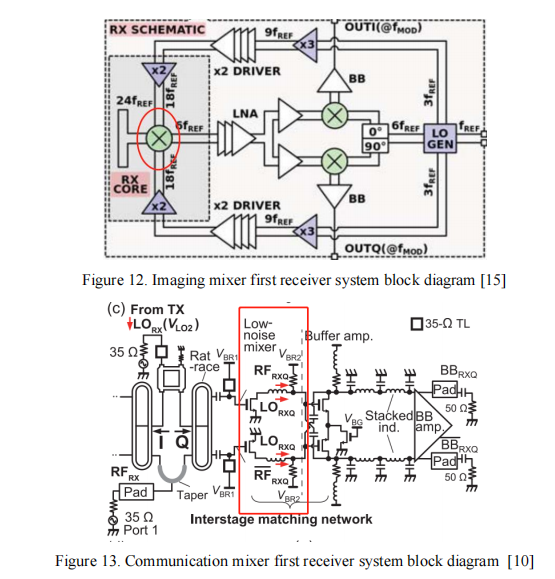 RX SCHEMATIC
9fREF
x3
OUTI(@fMOD)
x2
x2 DRIVER
BB
24fREF
18fREF
3fREF
LNA
6fREF
0°
90°
6fREF
LO GEN
fREF
RX CORE
18fREF
3fREF
x2
x2 DRIVER
9fREF
x3
BB
OUTQ(@fMOD)
Figure 12. Imaging mixer first receiver system block diagram [15]
(c) From TX
LORX(VLO2)
35 Ω
Rat-race
VBR1
Low-noise mixer
VBR2
Buffer amp.
35-Ω TL
RFRXQ
LORXQ
I Q
LORXQ
RFRXQ
VBG
Stacked ind.
BB amp.
BBRXQ
Pad
50 Ω
BBRXQ
Pad
50 Ω
RFRX
Pad
Taper
VBR1
VBR2
35 Ω
Port 1
Interstage matching network
Figure 13. Communication mixer first receiver system block diagram [10]